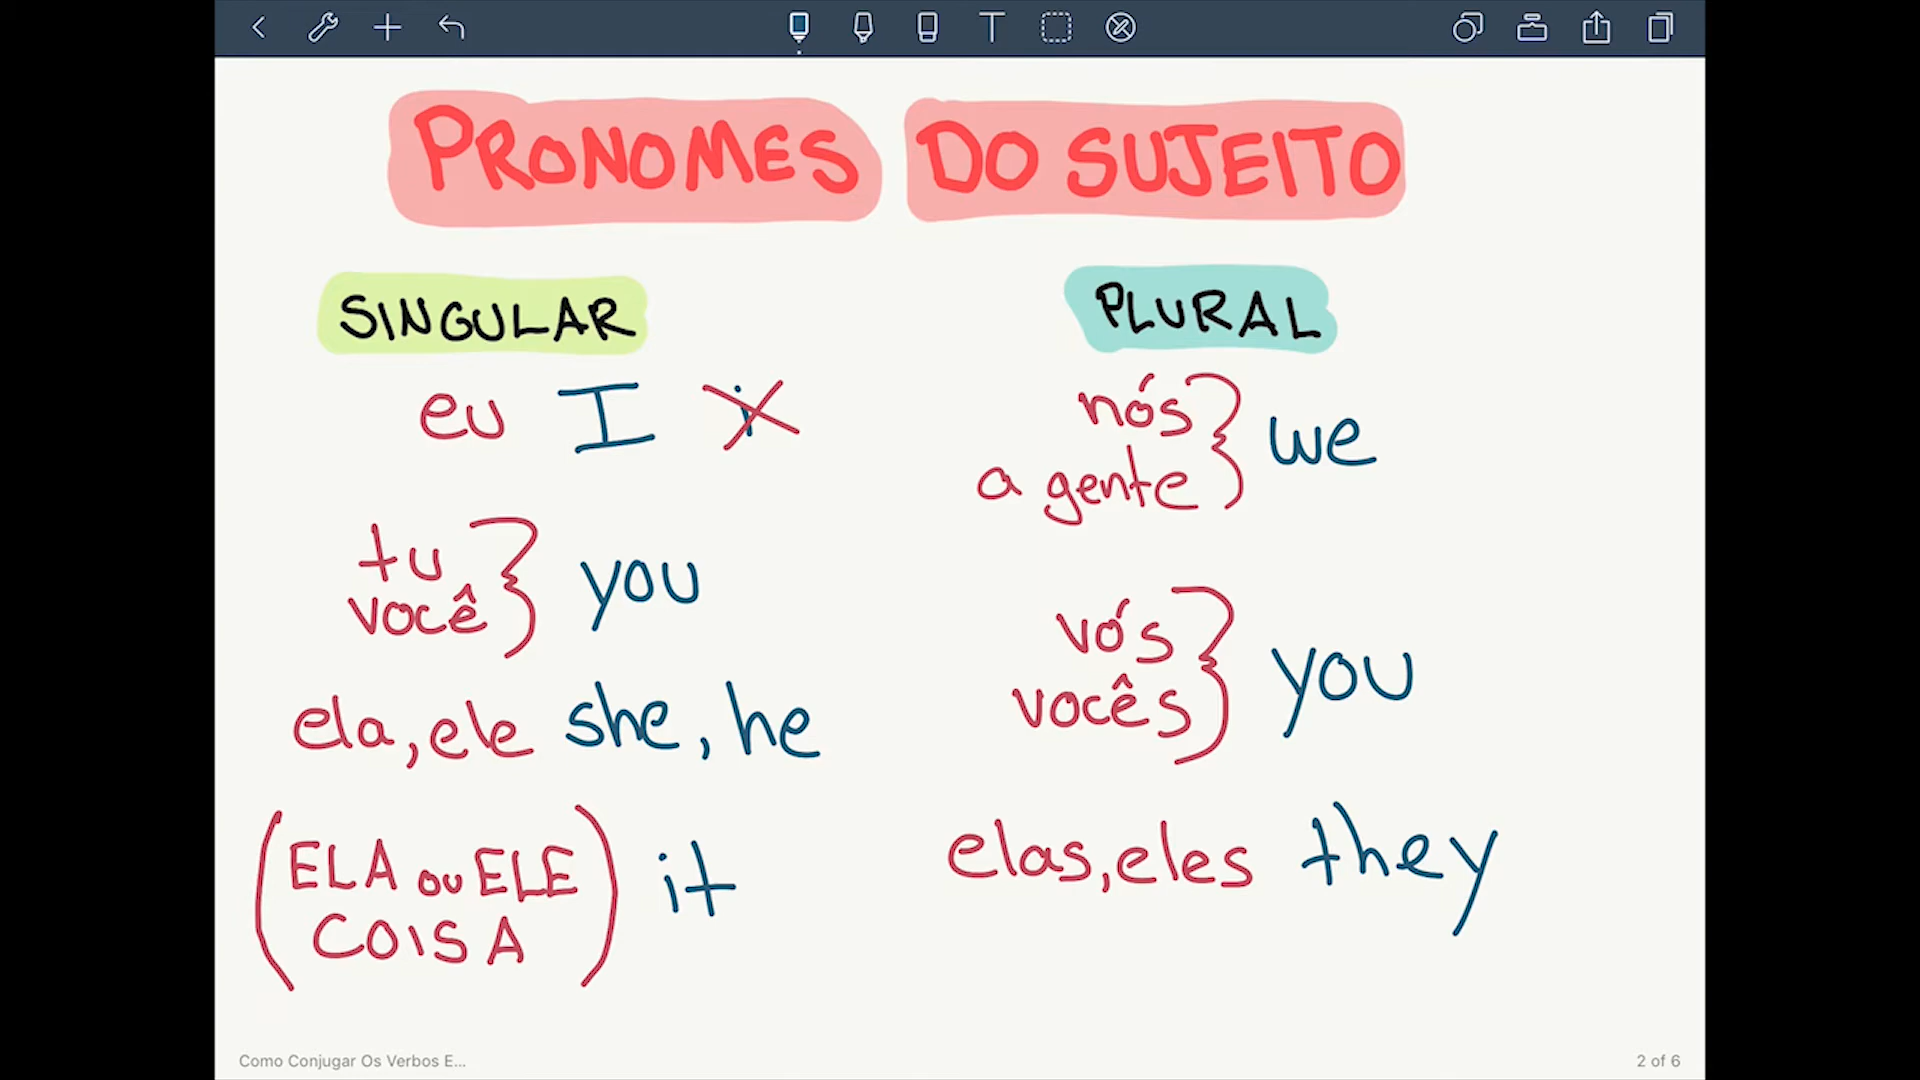 PRONOMES DO SUJEITO
SINGULAR
eu I i
tu
você
you
ela, ele she, he
(ELA ou ELE
COISA)
it
PLURAL
nós
a gente
we
vós
vocês
you
elas, eles they
Como Conjugar Os Verbos E...
2 of 6